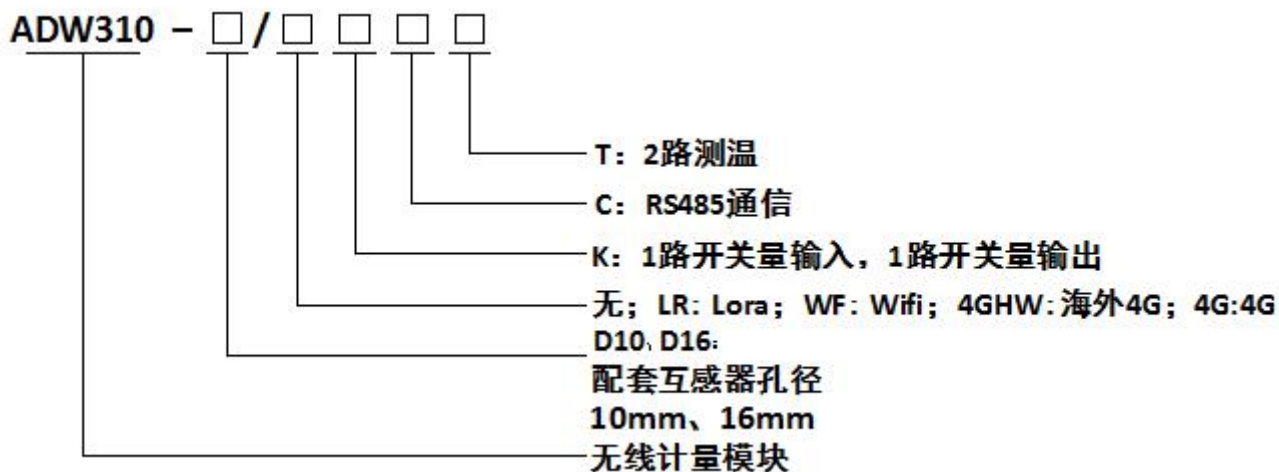 ADW310 – □ / □ □ □ □
T: 2路测温
C: RS485通信
K: 1路开关量输入，1路开关量输出
无；LR: Lora；WF: Wifi；4GHW: 海外4G；4G:4G
D10、D16:
配套互感器孔径
10mm、16mm
无线计量模块